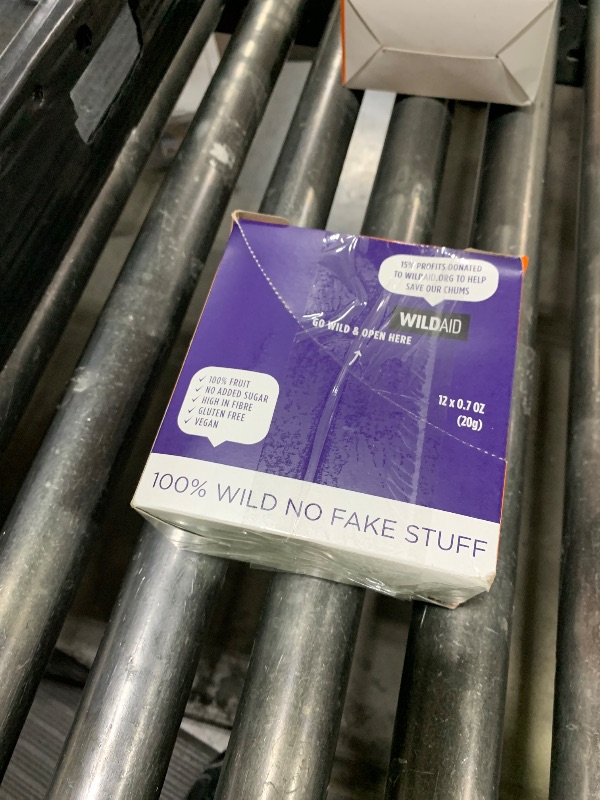 15% PROFITS DONATED
TO WILDAID.ORG TO HELP
SAVE OUR CHUMS
WILDAID
GO WILD & OPEN HERE
12 x 0.7 OZ
(20g)
✓ 100% FRUIT
✓ NO ADDED SUGAR
✓ HIGH IN FIBRE
✓ GLUTEN FREE
✓ VEGAN
100% WILD NO FAKE STUFF